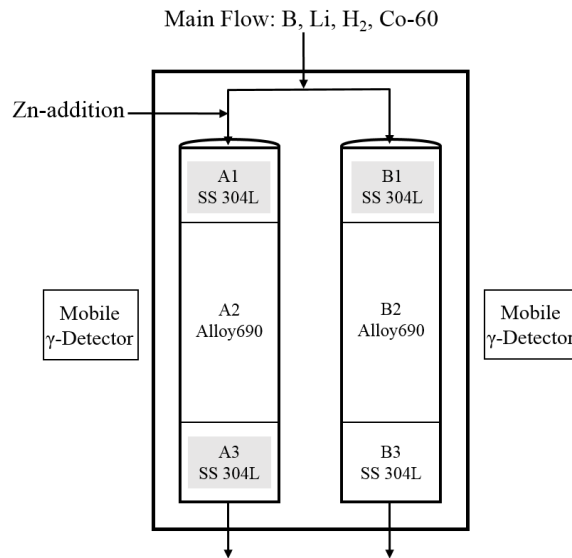 Main Flow: B, Li, H₂, Co-60
Zn-addition
A1
SS 304L
B1
SS 304L
Mobile
γ-Detector
A2
Alloy690
B2
Alloy690
Mobile
γ-Detector
A3
SS 304L
B3
SS 304L